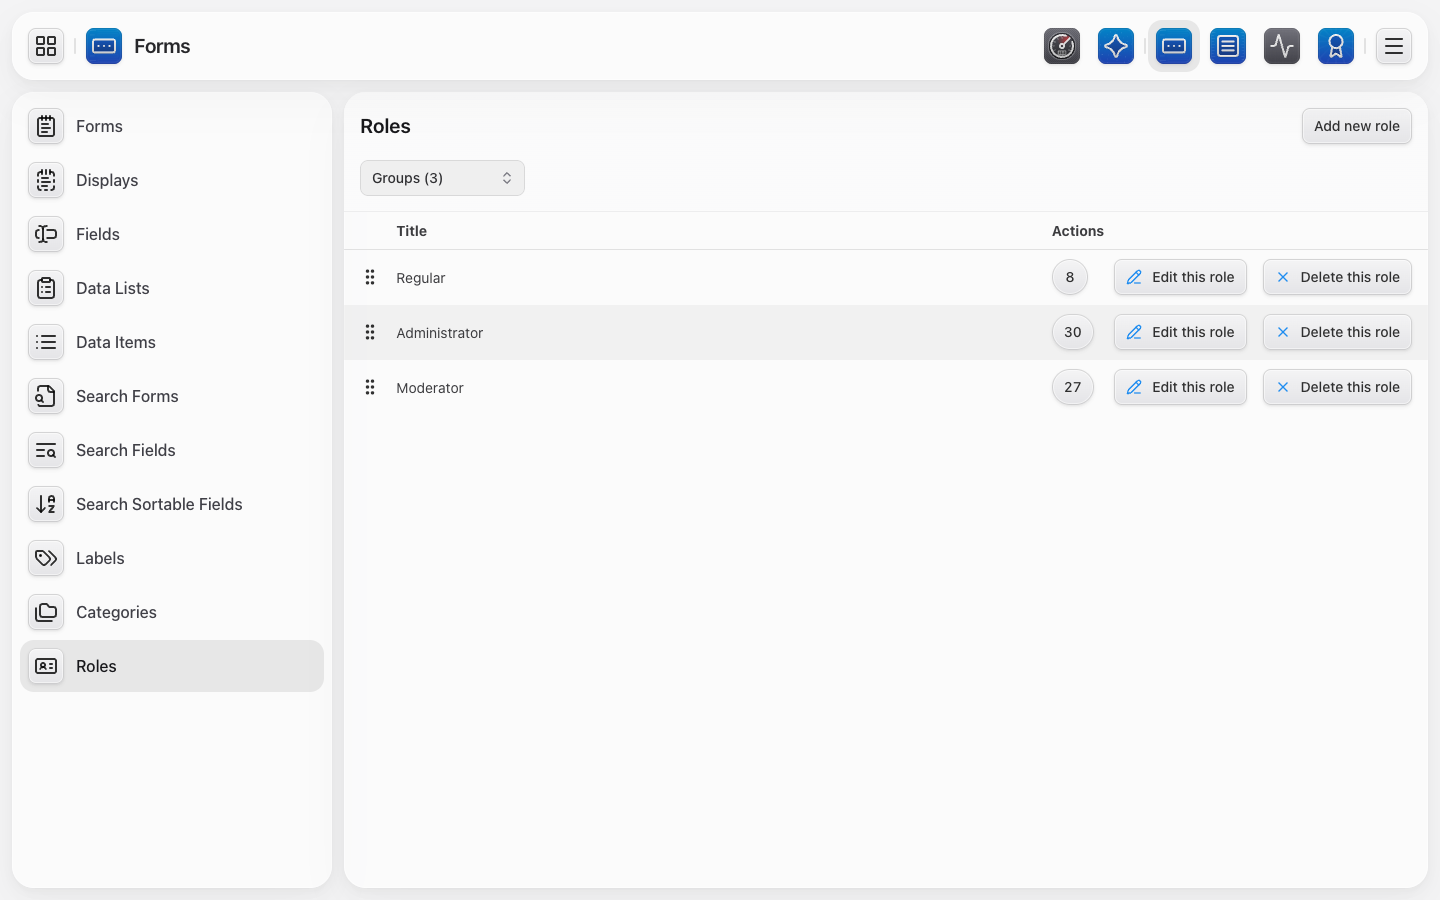 Forms
Forms
Displays
Fields
Data Lists
Data Items
Search Forms
Search Fields
Search Sortable Fields
Labels
Categories
Roles
Roles
Add new role
Groups (3)
Title Actions
Regular 8 Edit this role Delete this role
Administrator 30 Edit this role Delete this role
Moderator 27 Edit this role Delete this role